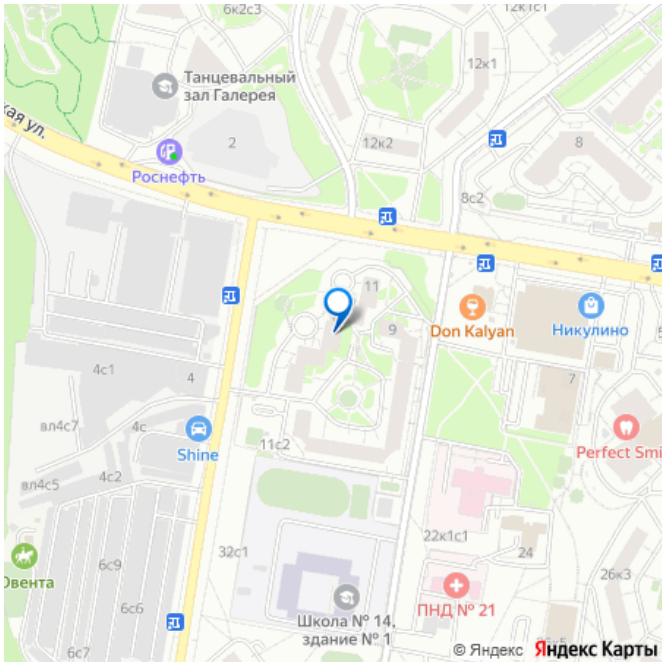 6к2с3
12к1с1
12к1
Танцевальный
зал Галерея
кая ул.
2
12к2
8
Роснефть
8с2
11
9
Don Kalyan
Никулино
5
7
4с1
4
вл4с7
4с
Shine
11с2
Perfect Smi
4с2
вл4с5
22к1с1
32с1
24
6с9
Овента
26к3
6с6
ПНД № 21
Школа № 14,
здание № 1
6с7
26к5
© Яндекс Яндекс Карты